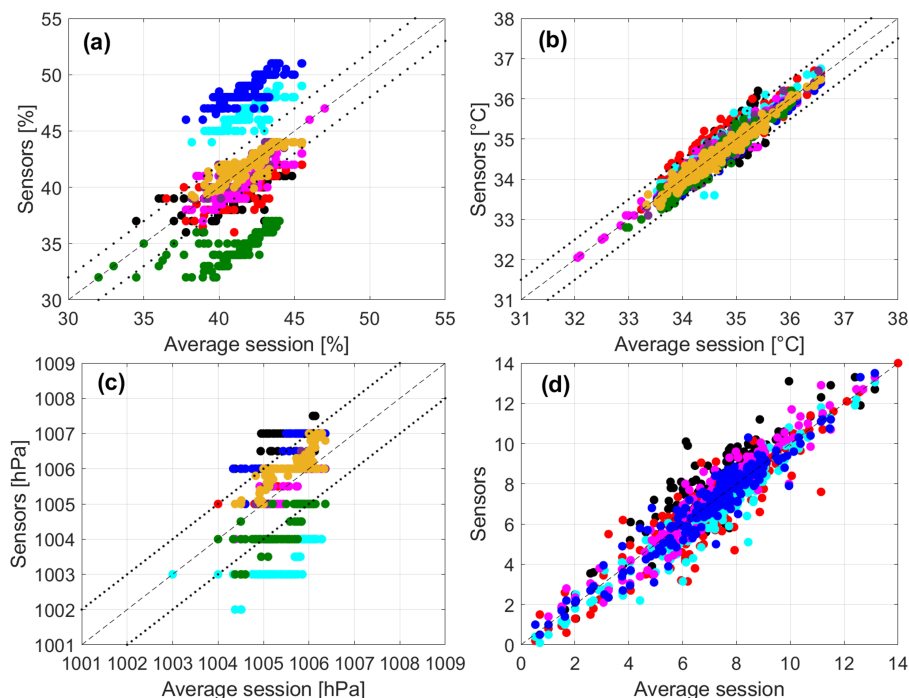 (a)
55
50
45
40
35
30
Sensors [%]
30 35 40 45 50 55
Average session [%]
(b)
38
37
36
35
34
33
32
31
Sensors [°C]
31 32 33 34 35 36 37 38
Average session [°C]
(c)
1009
1008
1007
1006
1005
1004
1003
1002
1001
Sensors [hPa]
1001 1002 1003 1004 1005 1006 1007 1008 1009
Average session [hPa]
(d)
14
12
10
8
6
4
2
0
Sensors
0 2 4 6 8 10 12 14
Average session